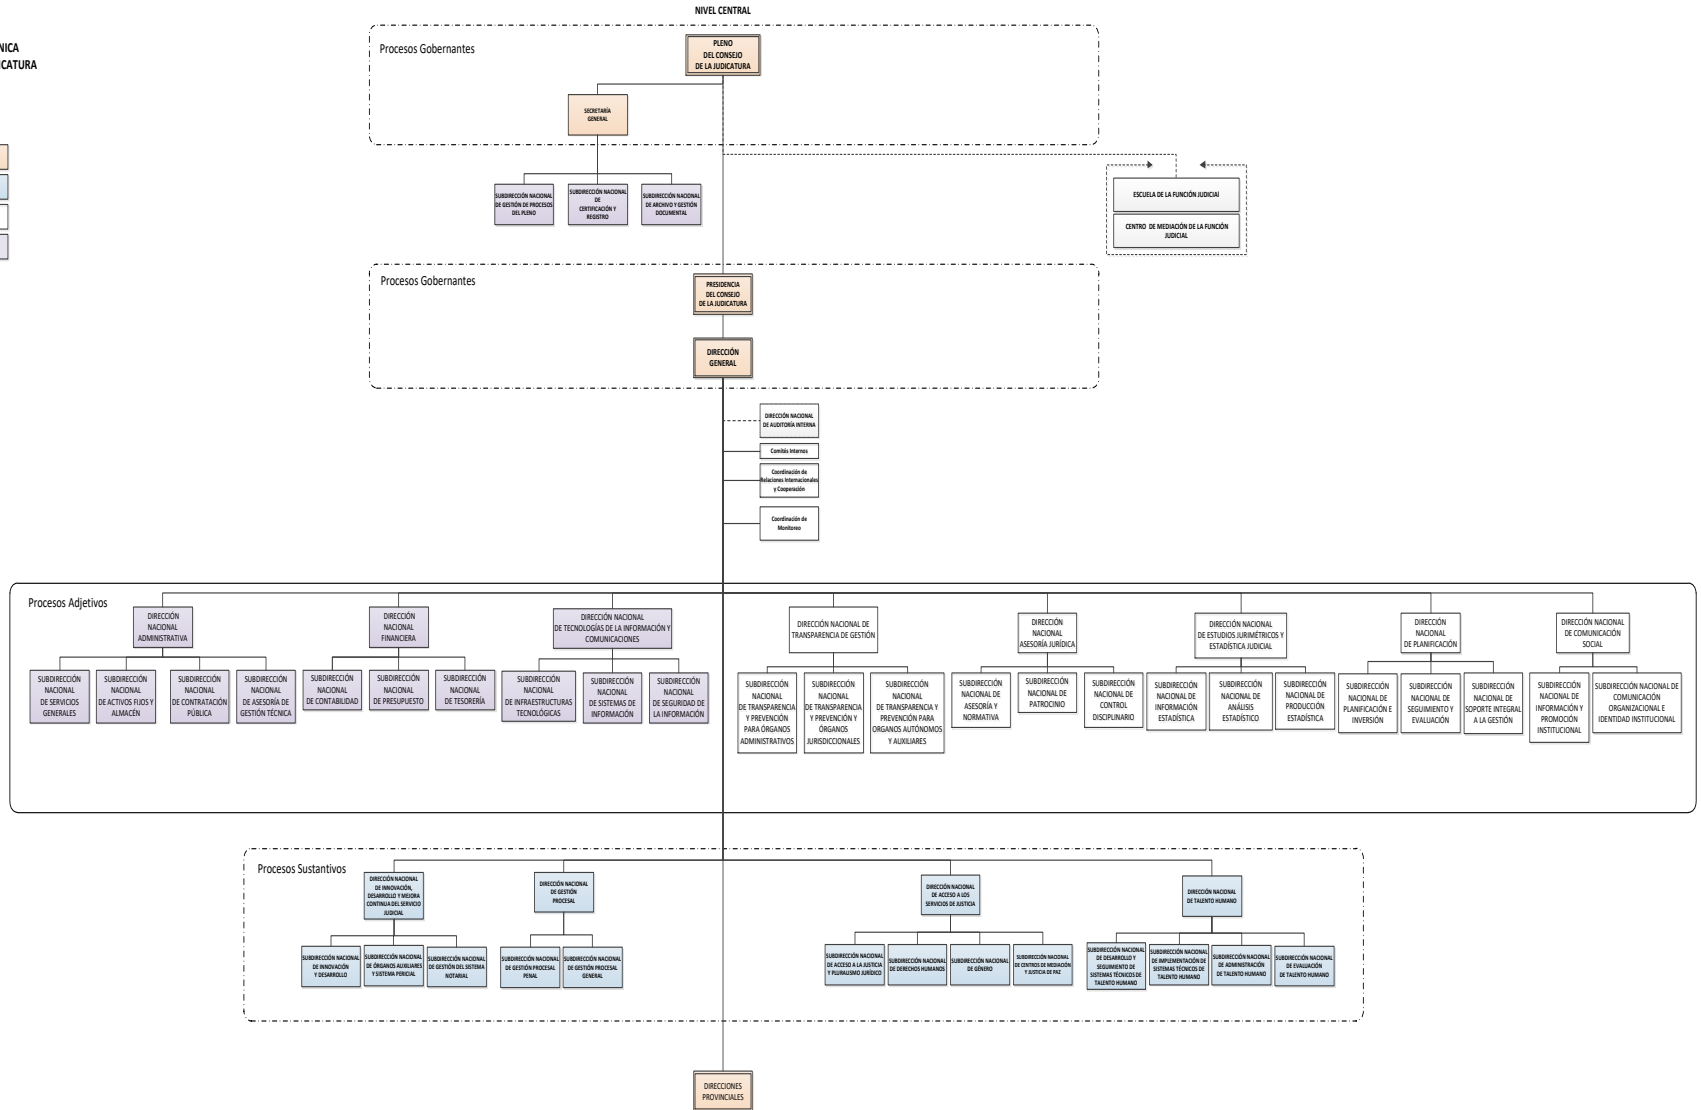 NIVEL CENTRAL
NICA
ICATURA
Procesos Gobernantes
PLENO
DEL CONSEJO
DE LA JUDICATURA
SECRETARÍA
GENERAL
SUBDIRECCIÓN NACIONAL
DE GESTIÓN DE PROCESOS
DEL PLENO
SUBDIRECCIÓN NACIONAL
DE
CERTIFICACIÓN Y
REGISTRO
SUBDIRECCIÓN NACIONAL
DE ARCHIVO Y GESTIÓN
DOCUMENTAL
ESCUELA DE LA FUNCIÓN JUDICIAl
CENTRO DE MEDIACIÓN DE LA FUNCIÓN
JUDICIAL
Procesos Gobernantes
PRESIDENCIA
DEL CONSEJO
DE LA JUDICATURA
DIRECCIÓN
GENERAL
DIRECCIÓN NACIONAL
DE AUDITORÍA INTERNA
Comités Internos
Coordinación de
Relaciones Internacionales
y Cooperación
Coordinación de
Monitoreo
Procesos Adjetivos
DIRECCIÓN
NACIONAL
ADMINISTRATIVA
DIRECCIÓN
NACIONAL
FINANCIERA
DIRECCIÓN NACIONAL
DE TECNOLOGÍAS DE LA INFORMACIÓN Y
COMUNICACIONES
DIRECCIÓN NACIONAL DE
TRANSPARENCIA DE GESTIÓN
DIRECCIÓN
NACIONAL
ASESORÍA JURÍDICA
DIRECCIÓN NACIONAL
DE ESTUDIOS JURIMÉTRICOS Y
ESTADÍSTICA JUDICIAL
DIRECCIÓN
NACIONAL
DE PLANIFICACIÓN
DIRECCIÓN NACIONAL
DE COMUNICACIÓN
SOCIAL
SUBDIRECCIÓN
NACIONAL
DE SERVICIOS
GENERALES
SUBDIRECCIÓN
NACIONAL
DE ACTIVOS FIJOS Y
ALMACÉN
SUBDIRECCIÓN
NACIONAL
DE CONTRATACIÓN
PÚBLICA
SUBDIRECCIÓN
NACIONAL
DE ASESORÍA DE
GESTIÓN TÉCNICA
SUBDIRECCIÓN
NACIONAL
DE CONTABILIDAD
SUBDIRECCIÓN
NACIONAL
DE PRESUPUESTO
SUBDIRECCIÓN
NACIONAL
DE TESORERÍA
SUBDIRECCIÓN
NACIONAL
DE INFRAESTRUCTURAS
TECNOLÓGICAS
SUBDIRECCIÓN
NACIONAL
DE SISTEMAS DE
INFORMACIÓN
SUBDIRECCIÓN
NACIONAL
DE SEGURIDAD DE
LA INFORMACIÓN
SUBDIRECCIÓN
NACIONAL
DE TRANSPARENCIA
Y PREVENCIÓN
PARA ÓRGANOS
ADMINISTRATIVOS
SUBDIRECCIÓN
NACIONAL
DE TRANSPARENCIA
Y PREVENCIÓN Y
ÓRGANOS
JURISDICCIONALES
SUBDIRECCIÓN
NACIONAL
DE TRANSPARENCIA Y
PREVENCIÓN PARA
ORGANOS AUTÓNOMOS
Y AUXILIARES
SUBDIRECCIÓN
NACIONAL DE
ASESORÍA Y
NORMATIVA
SUBDIRECCIÓN
NACIONAL DE
PATROCINIO
SUBDIRECCIÓN
NACIONAL DE
CONTROL
DISCIPLINARIO
SUBDIRECCIÓN
NACIONAL DE
INFORMACIÓN
ESTADÍSTICA
SUBDIRECCIÓN
NACIONAL DE
ANÁLISIS
ESTADÍSTICO
SUBDIRECCIÓN
NACIONAL DE
PRODUCCIÓN
ESTADÍSTICA
SUBDIRECCIÓN
NACIONAL DE
PLANIFICACIÓN E
INVERSIÓN
SUBDIRECCIÓN
NACIONAL DE
SEGUIMIENTO Y
EVALUACIÓN
SUBDIRECCIÓN
NACIONAL DE
SOPORTE INTEGRAL
A LA GESTIÓN
SUBDIRECCIÓN
NACIONAL DE
INFORMACIÓN Y
PROMOCIÓN
INSTITUCIONAL
SUBDIRECCIÓN NACIONAL DE
COMUNICACIÓN
ORGANIZACIONAL E
IDENTIDAD INSTITUCIONAL
Procesos Sustantivos
DIRECCIÓN NACIONAL
DE INNOVACIÓN,
DESARROLLO Y MEJORA
CONTINUA DEL SERVICIO
JUDICIAL
DIRECCIÓN NACIONAL
DE GESTIÓN
PROCESAL
DIRECCIÓN NACIONAL
DE ACCESO A LOS
SERVICIOS DE JUSTICIA
DIRECCIÓN NACIONAL
DE TALENTO HUMANO
SUBDIRECCIÓN NACIONAL
DE INNOVACIÓN
Y DESARROLLO
SUBDIRECCIÓN NACIONAL
DE ÓRGANOS AUXILIARES
Y SISTEMA PERICIAL
SUBDIRECCIÓN NACIONAL
DE GESTIÓN DEL SISTEMA
NOTARIAL
SUBDIRECCIÓN NACIONAL
DE GESTIÓN PROCESAL
PENAL
SUBDIRECCIÓN NACIONAL
DE GESTIÓN PROCESAL
GENERAL
SUBDIRECCIÓN NACIONAL
DE ACCESO A LA JUSTICIA
Y PLURALISMO JURÍDICO
SUBDIRECCIÓN NACIONAL
DE DERECHOS HUMANOS
SUBDIRECCIÓN NACIONAL
DE GÉNERO
SUBDIRECCIÓN NACIONAL
DE CENTROS DE MEDIACIÓN
Y JUSTICIA DE PAZ
SUBDIRECCIÓN NACIONAL
DE DESARROLLO Y
SEGUIMIENTO DE
SISTEMAS TÉCNICOS DE
TALENTO HUMANO
SUBDIRECCIÓN NACIONAL
DE IMPLEMENTACIÓN DE
SISTEMAS TÉCNICOS DE
TALENTO HUMANO
SUBDIRECCIÓN NACIONAL
DE ADMINISTRACIÓN
DE TALENTO HUMANO
SUBDIRECCIÓN NACIONAL
DE EVALUACIÓN
DE TALENTO HUMANO
DIRECCIONES
PROVINCIALES